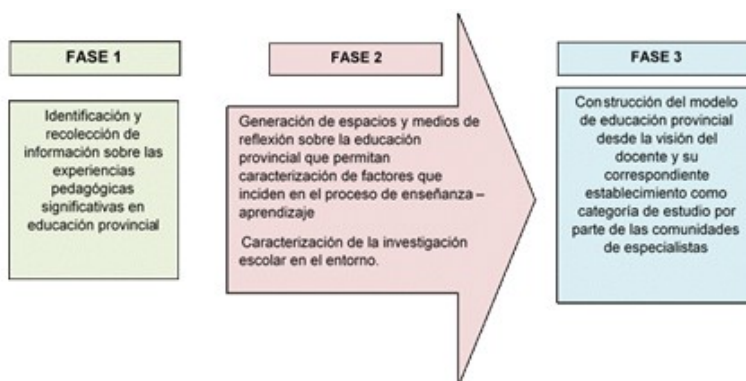 FASE 1
Identificación y
recolección de
información sobre las
experiencias
pedagógicas
significativas en
educación provincial
FASE 2
Generación de espacios y medios de
reflexión sobre la educación
provincial que permitan
caracterización de factores que
inciden en el proceso de enseñanza –
aprendizaje
Caracterización de la investigación
escolar en el entorno.
FASE 3
Construcción del modelo
de educación provincial
desde la visión del
docente y su
correspondiente
establecimiento como
categoría de estudio por
parte de las comunidades
de especialistas